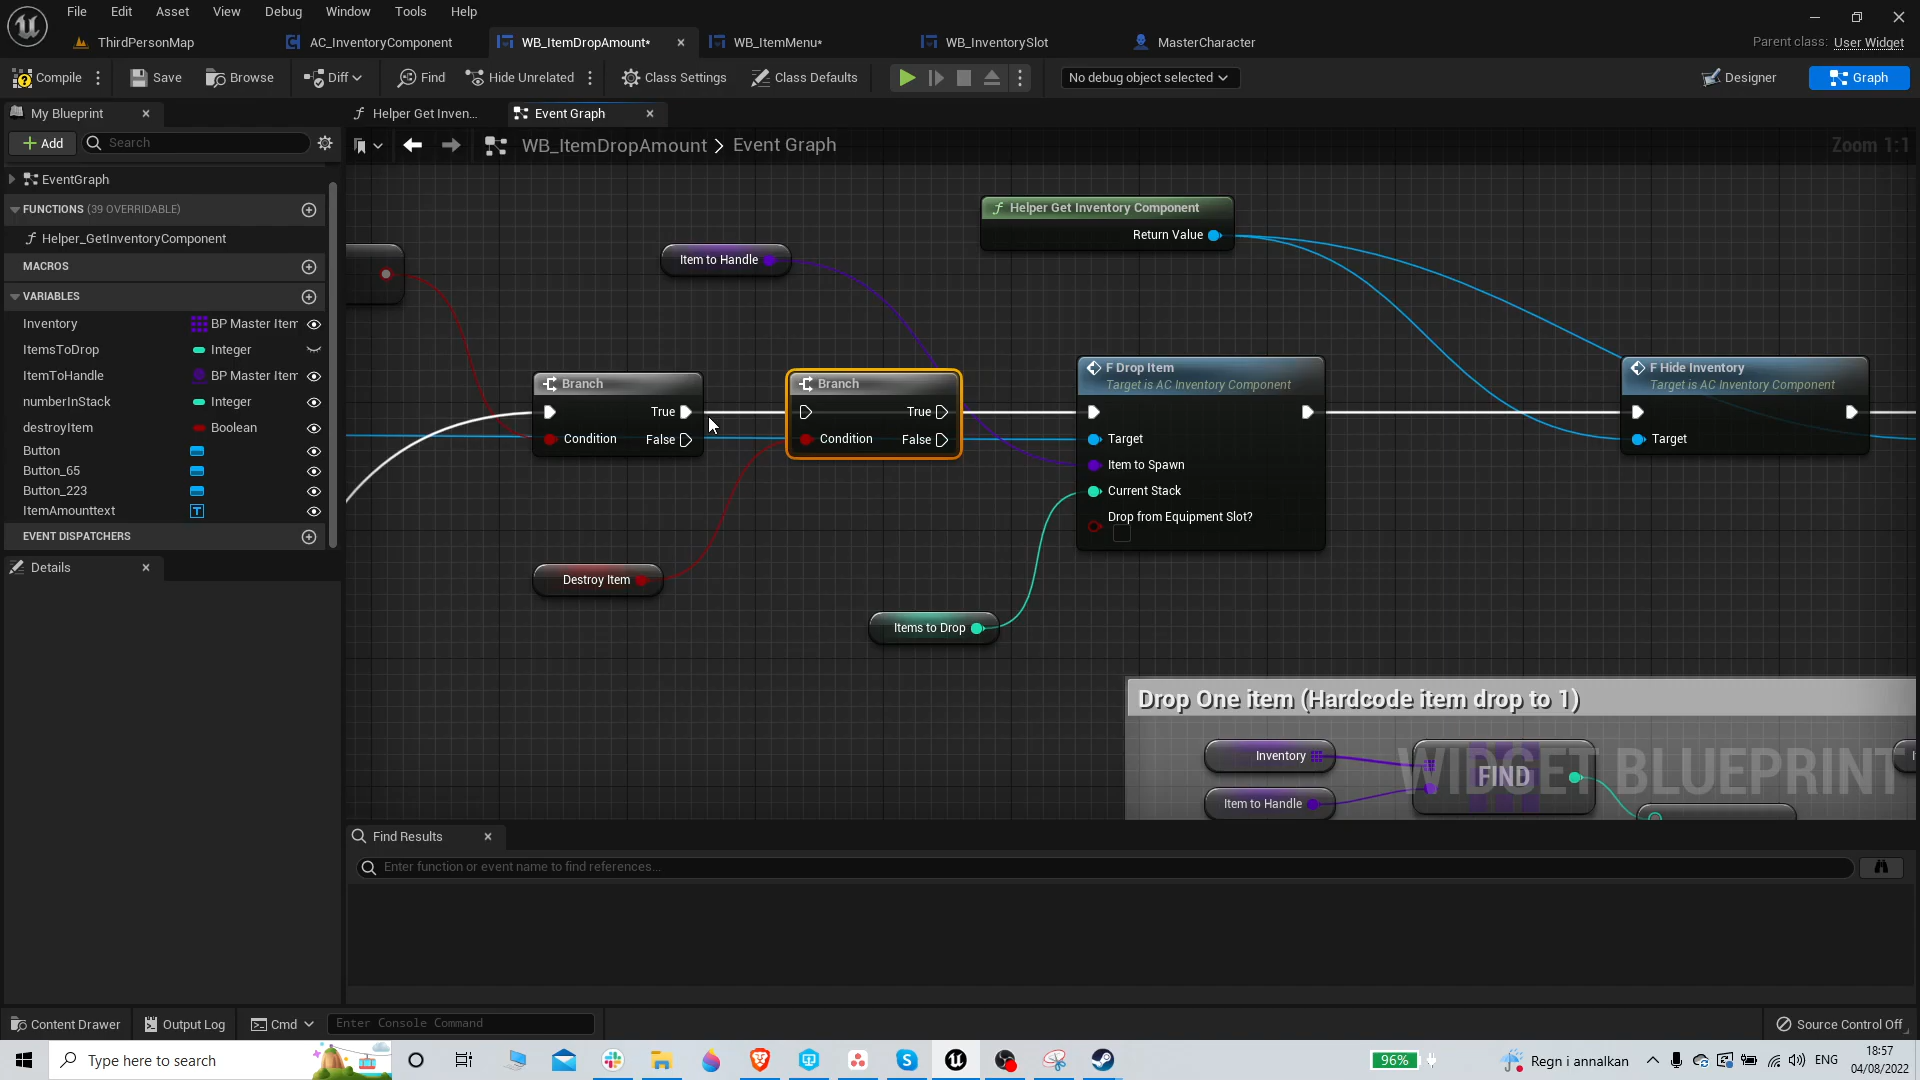 File Edit Asset View Debug Window Tools Help
ThirdPersonMap AC_InventoryComponent WB_ItemDropAmount* WB_ItemMenu* WB_InventorySlot MasterCharacter Parent class: User Widget
Compile Save Browse Diff Find Hide Unrelated Class Settings Class Defaults No debug object selected Designer Graph
My Blueprint Helper Get Inven... Event Graph
Add Search WB_ItemDropAmount > Event Graph Zoom 1:1
EventGraph
FUNCTIONS (39 OVERRIDABLE)
Helper_GetInventoryComponent
MACROS
VARIABLES
Inventory BP Master Item
ItemsToDrop Integer
ItemToHandle BP Master Item
numberInStack Integer
destroyItem Boolean
Button
Button_65
Button_223
ItemAmounttext
EVENT DISPATCHERS
Details
Helper Get Inventory Component
Return Value
Item to Handle
Branch
True
Condition False
Branch
True
Condition False
F Drop Item
Target is AC Inventory Component
Target
Item to Spawn
Current Stack
Drop from Equipment Slot?
F Hide Inventory
Target is AC Inventory Component
Target
Destroy Item
Items to Drop
Drop One item (Hardcode item drop to 1)
Inventory
Item to Handle
FIND
WIDGET BLUEPRINT
Find Results
Enter function or event name to find references...
Content Drawer Output Log Cmd Enter Console Command Source Control Off
Type here to search 96% Regn i annalkan ENG 18:57
04/08/2022